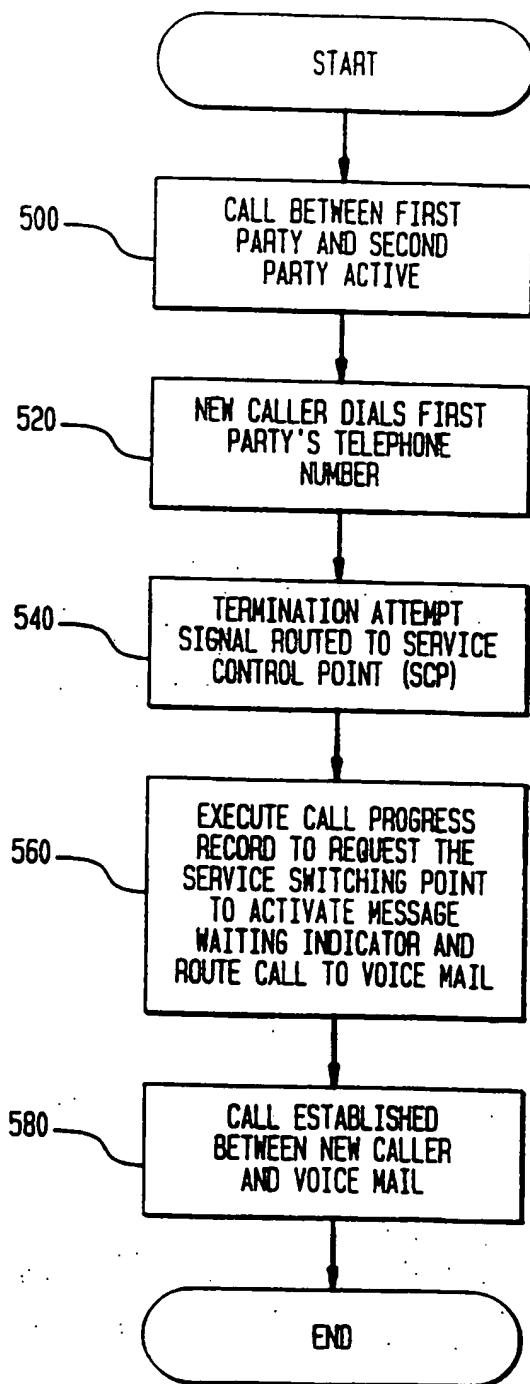 START
500
CALL BETWEEN FIRST
PARTY AND SECOND
PARTY ACTIVE
520
NEW CALLER DIALS FIRST
PARTY'S TELEPHONE
NUMBER
540
TERMINATION ATTEMPT
SIGNAL ROUTED TO SERVICE
CONTROL POINT (SCP)
560
EXECUTE CALL PROGRESS
RECORD TO REQUEST THE
SERVICE SWITCHING POINT
TO ACTIVATE MESSAGE
WAITING INDICATOR AND
ROUTE CALL TO VOICE MAIL
580
CALL ESTABLISHED
BETWEEN NEW CALLER
AND VOICE MAIL
END